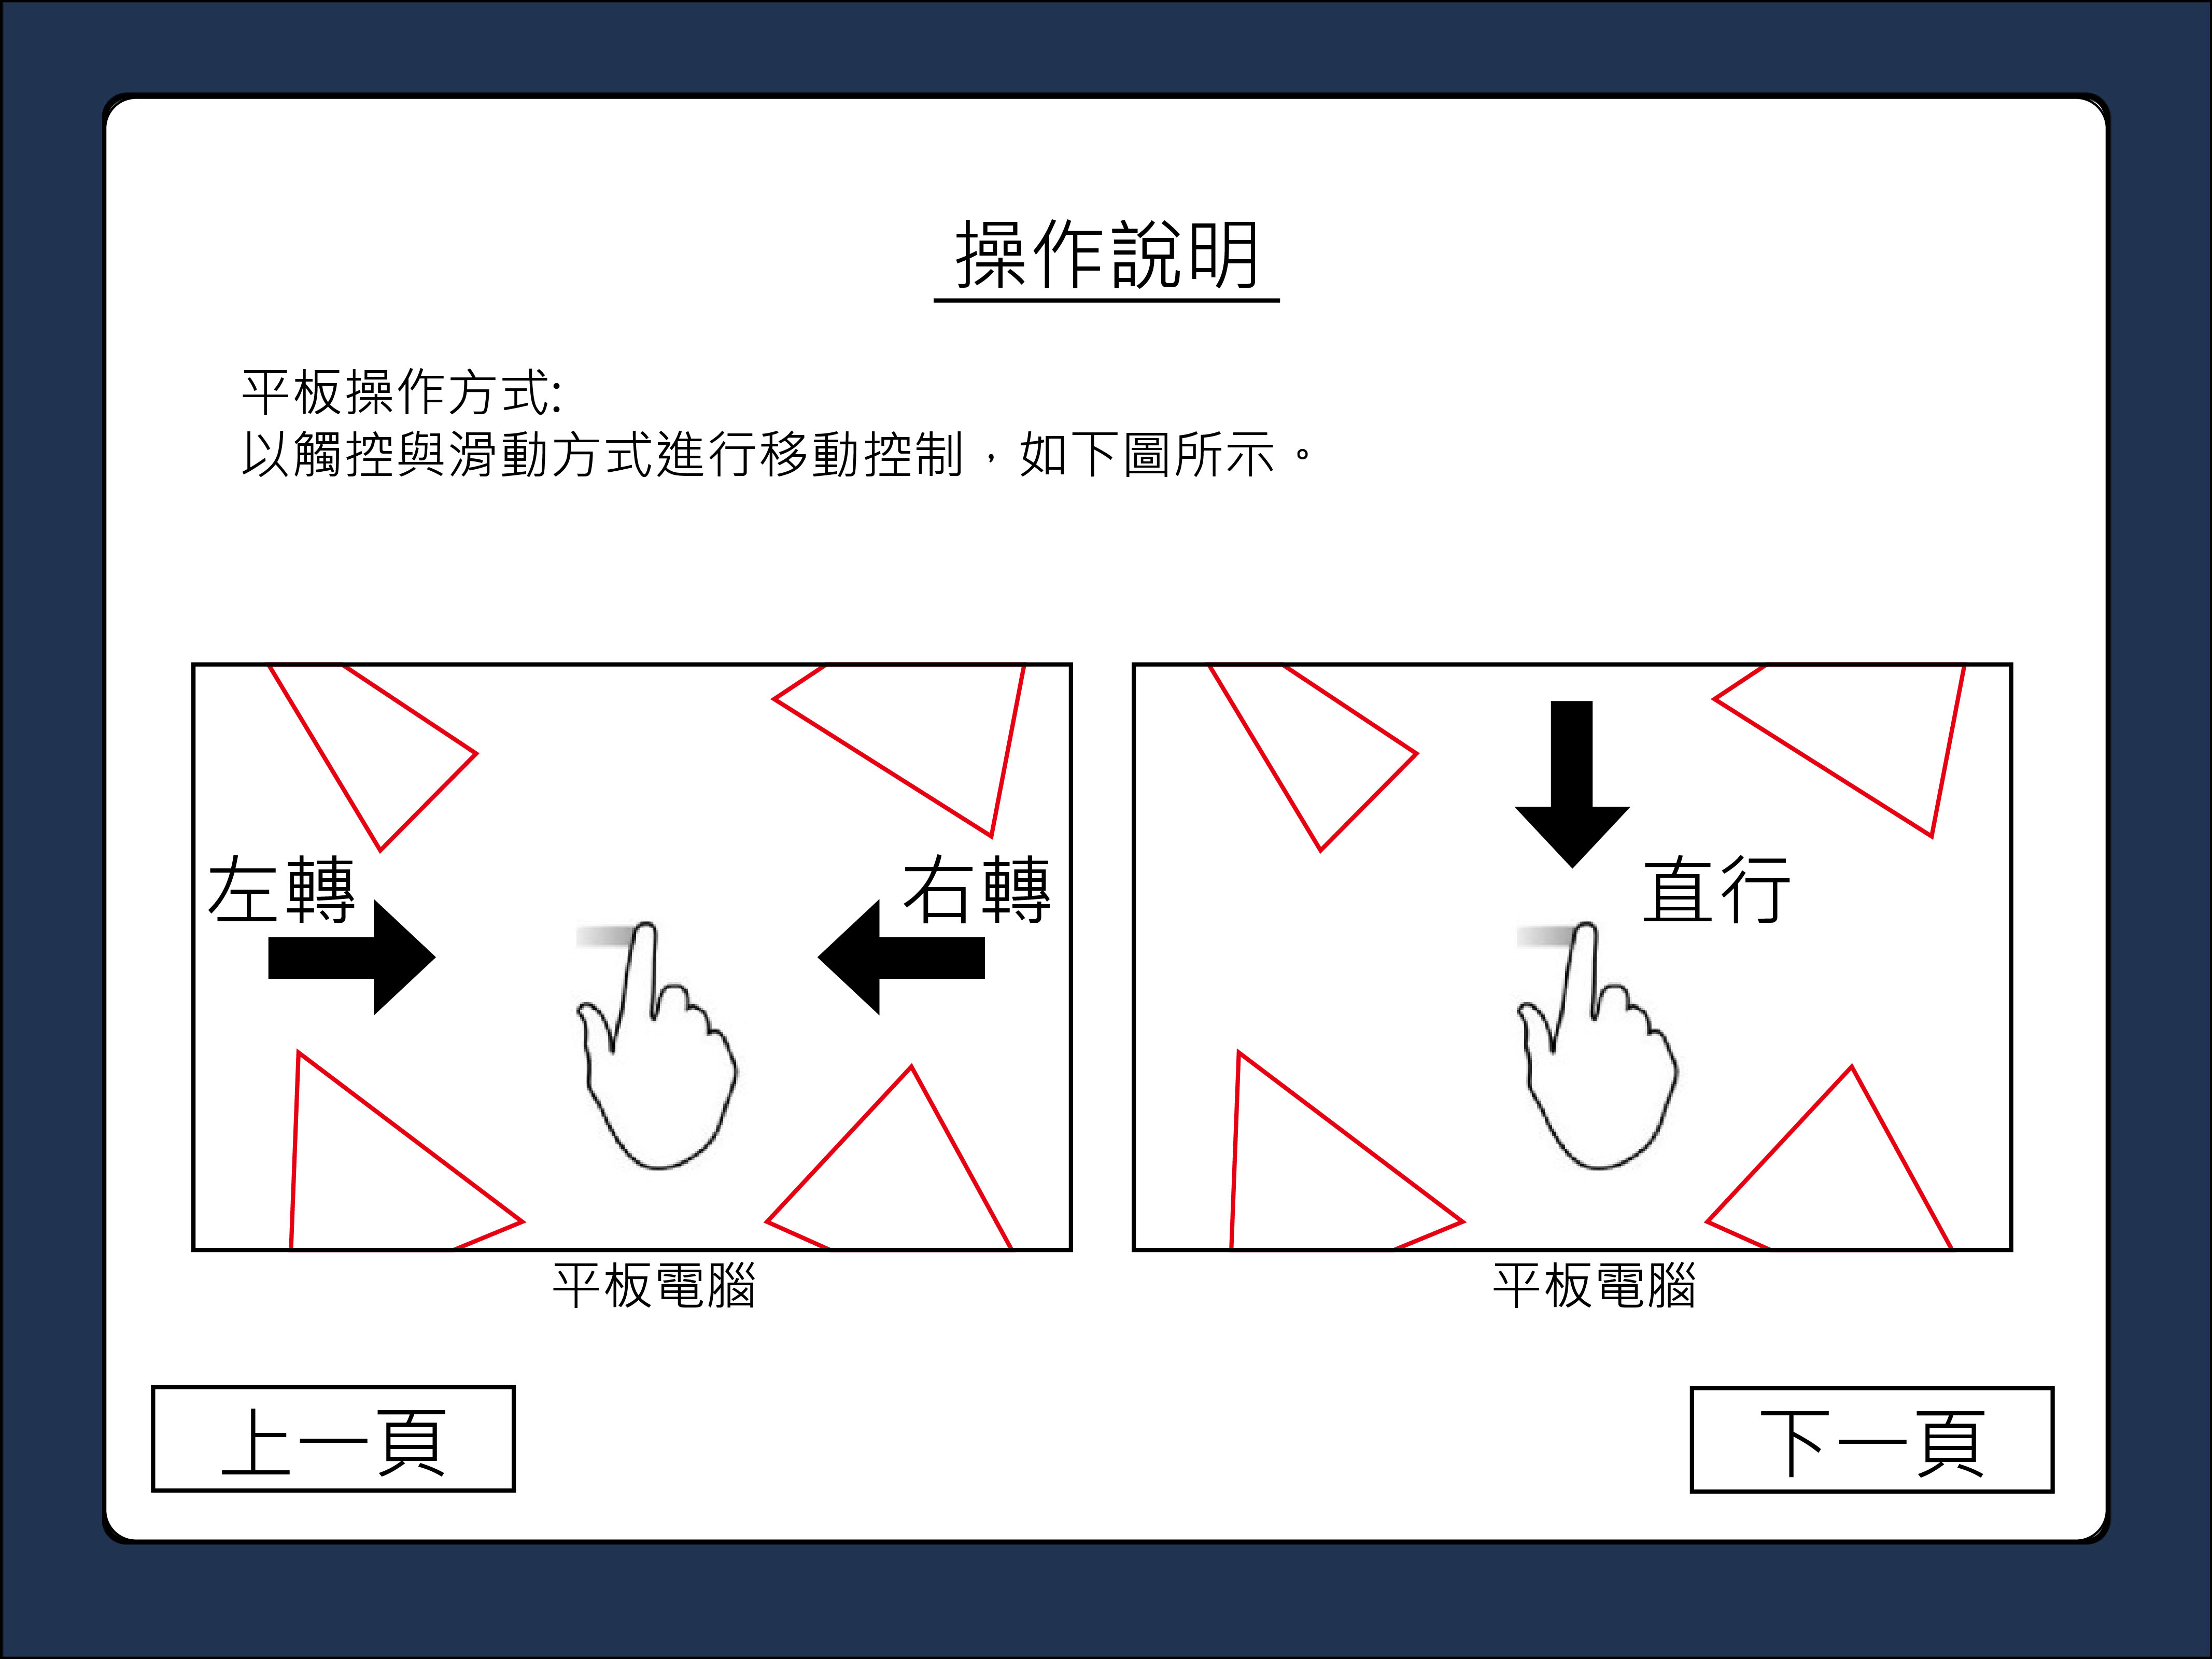 操作說明
平板操作方式:
以觸控與滑動方式進行移動控制，如下圖所示。
左轉
右轉
直行
平板電腦
平板電腦
上一頁
下一頁